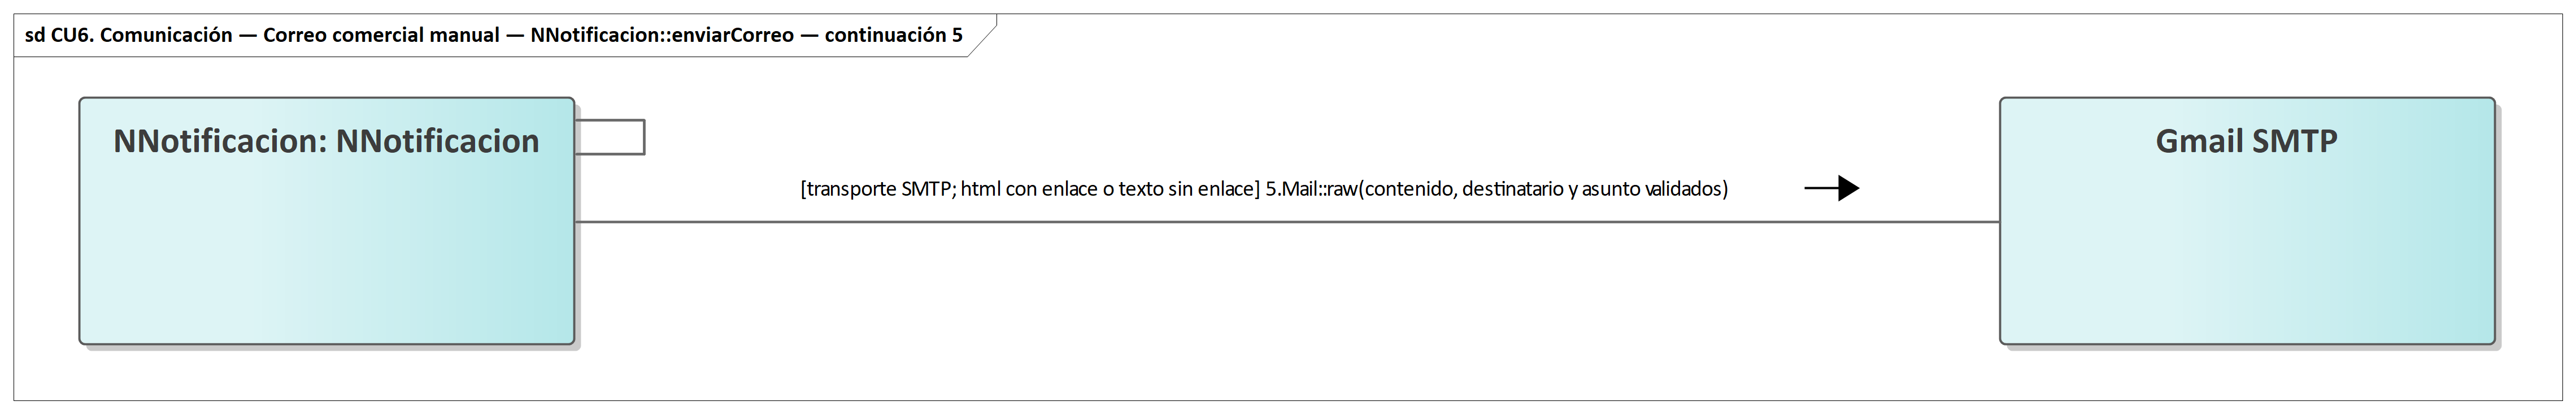 sd CU6. Comunicación — Correo comercial manual — NNotificacion::enviarCorreo — continuación 5
NNotificacion: NNotificacion
Gmail SMTP
[transporte SMTP; html con enlace o texto sin enlace] 5.Mail::raw(contenido, destinatario y asunto validados)